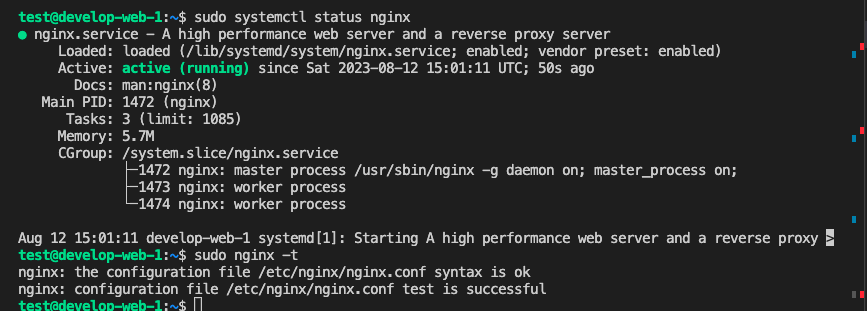 test@develop-web-1:~$ sudo systemctl status nginx
● nginx.service – A high performance web server and a reverse proxy server
     Loaded: loaded (/lib/systemd/system/nginx.service; enabled; vendor preset: enabled)
     Active: active (running) since Sat 2023-08-12 15:01:11 UTC; 50s ago
       Docs: man:nginx(8)
   Main PID: 1472 (nginx)
      Tasks: 3 (limit: 1085)
     Memory: 5.7M
     CGroup: /system.slice/nginx.service
             ├─1472 nginx: master process /usr/sbin/nginx -g daemon on; master_process on;
             ├─1473 nginx: worker process
             └─1474 nginx: worker process
Aug 12 15:01:11 develop-web-1 systemd[1]: Starting A high performance web server and a reverse proxy >
test@develop-web-1:~$ sudo nginx -t
nginx: the configuration file /etc/nginx/nginx.conf syntax is ok
nginx: configuration file /etc/nginx/nginx.conf test is successful
test@develop-web-1:~$